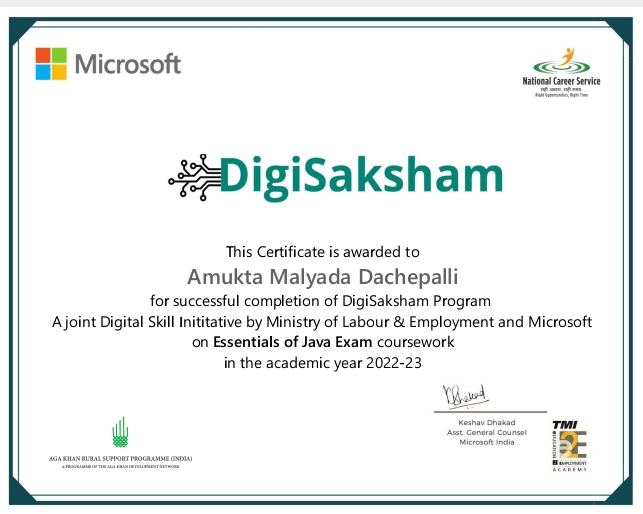 Microsoft
National Career Service
सही अवसर, सही समय
Right Opportunities, Right Time
DigiSaksham
This Certificate is awarded to
Amukta Malyada Dachepalli
for successful completion of DigiSaksham Program
A joint Digital Skill Inititative by Ministry of Labour & Employment and Microsoft
on Essentials of Java Exam coursework
in the academic year 2022-23
Keshav Dhakad
Asst. General Counsel
Microsoft India
AGA KHAN RURAL SUPPORT PROGRAMME (INDIA)
A PROGRAMME OF THE AGA KHAN DEVELOPMENT NETWORK
TMI
e2E
EDUCATION
2 EMPLOYMENT
ACADEMY